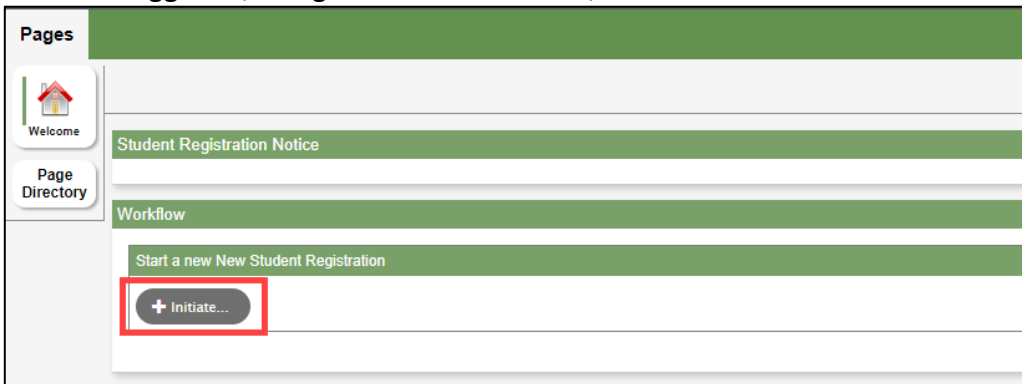 Pages
Welcome
Page
Directory
Student Registration Notice
Workflow
Start a new New Student Registration
+ Initiate...